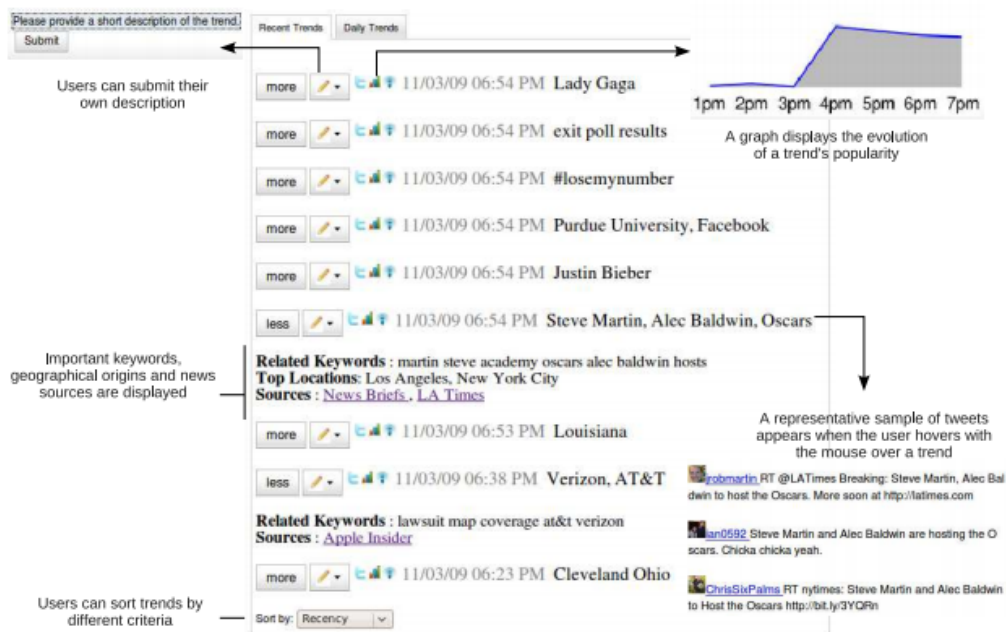 Please provide a short description of the trend.
Submit
Users can submit their
own description
Recent Trends
Daily Trends
more 11/03/09 06:54 PM Lady Gaga
more 11/03/09 06:54 PM exit poll results
more 11/03/09 06:54 PM #losemynumber
more 11/03/09 06:54 PM Purdue University, Facebook
more 11/03/09 06:54 PM Justin Bieber
less 11/03/09 06:54 PM Steve Martin, Alec Baldwin, Oscars
Related Keywords : martin steve academy oscars alec baldwin hosts
Top Locations: Los Angeles, New York City
Sources : News Briefs , LA Times
more 11/03/09 06:53 PM Louisiana
less 11/03/09 06:38 PM Verizon, AT&T
Related Keywords : lawsuit map coverage at&t verizon
Sources : Apple Insider
more 11/03/09 06:23 PM Cleveland Ohio
Sort by: Recency
Important keywords,
geographical origins and news
sources are displayed
Users can sort trends by
different criteria
1pm 2pm 3pm 4pm 5pm 6pm 7pm
A graph displays the evolution
of a trend's popularity
A representative sample of tweets
appears when the user hovers with
the mouse over a trend
jrobmartin RT @LATimes Breaking: Steve Martin, Alec Bal
dwin to host the Oscars. More soon at http://latimes.com
ian0592 Steve Martin and Alec Baldwin are hosting the O
scars. Chicka chicka yeah.
ChrisSixPalms RT nytimes: Steve Martin and Alec Baldwin
to Host the Oscars http://bit.ly/3YQRn